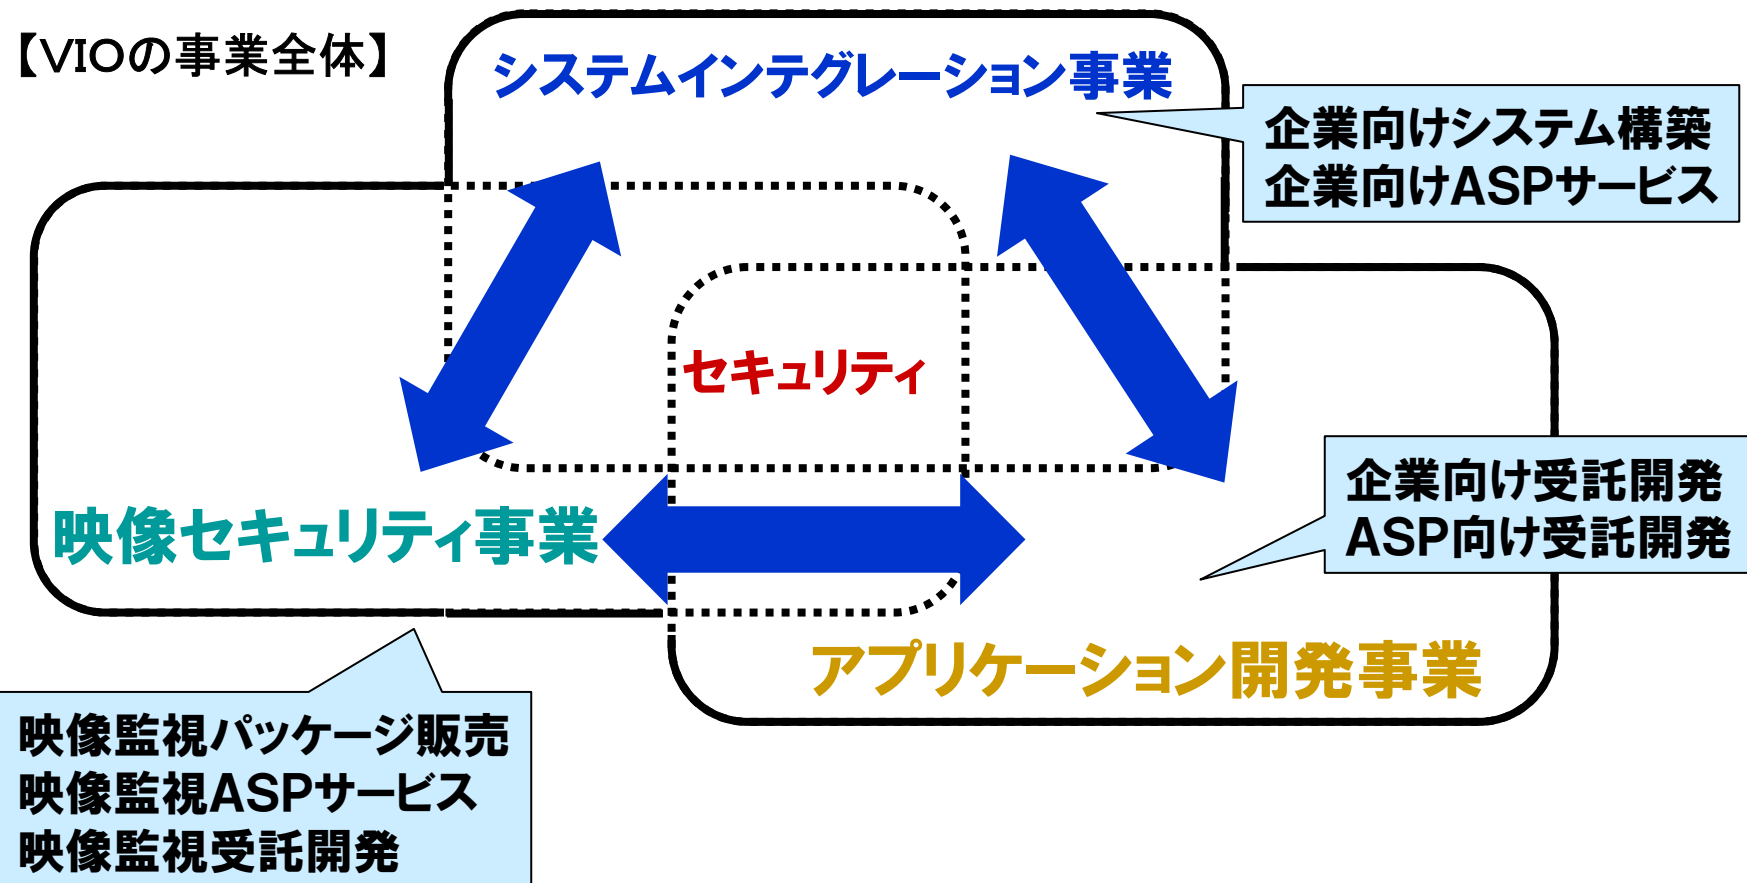 【VIOの事業全体】
システムインテグレーション事業
企業向けシステム構築
企業向けASPサービス
セキュリティ
企業向け受託開発
ASP向け受託開発
映像セキュリティ事業
アプリケーション開発事業
映像監視パッケージ販売
映像監視ASPサービス
映像監視受託開発